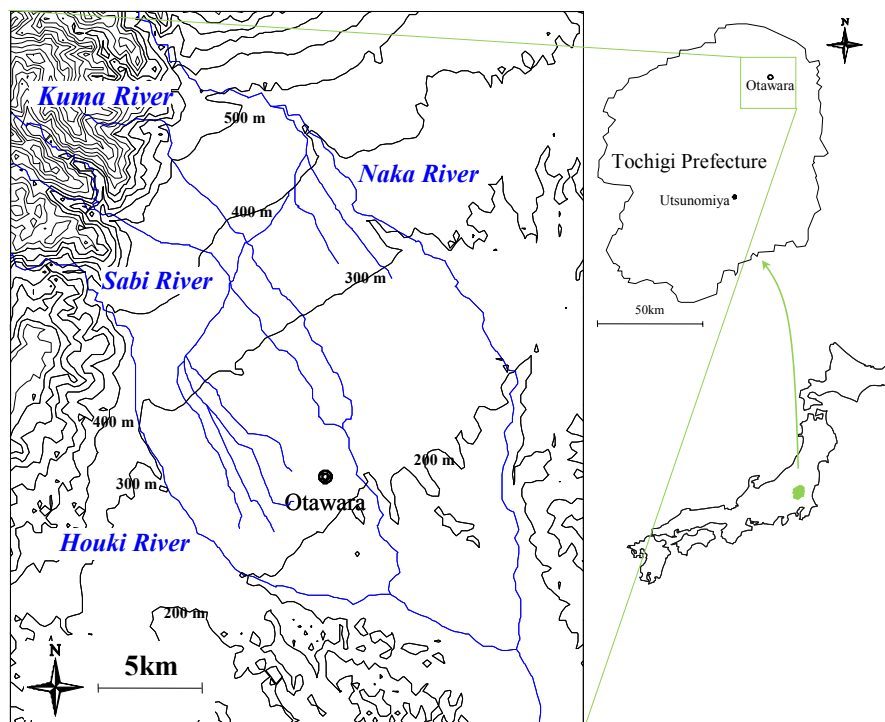 Kuma River
500 m
Naka River
400 m
Sabi River
300 m
400 m
300 m
200 m
Otawara
Houki River
200 m
N
5km
N
Otawara
Tochigi Prefecture
Utsunomiya
50km